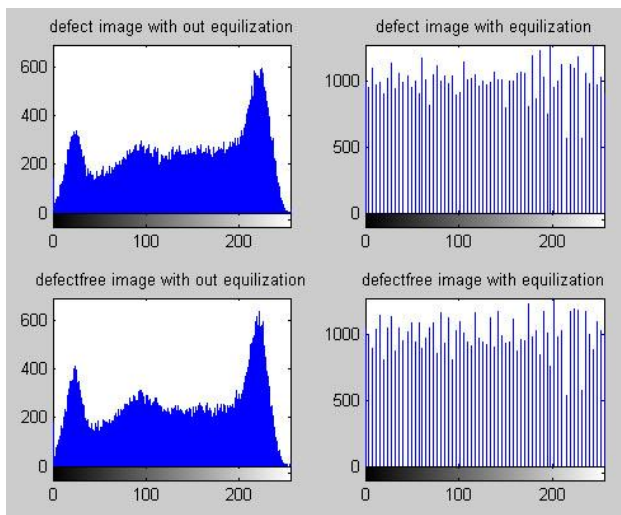 defect image with out equilization
600
400
200
0
0 100 200
defect image with equilization
1000
500
0
0 100 200
defectfree image with out equilization
600
400
200
0
0 100 200
defectfree image with equilization
1000
500
0
0 100 200